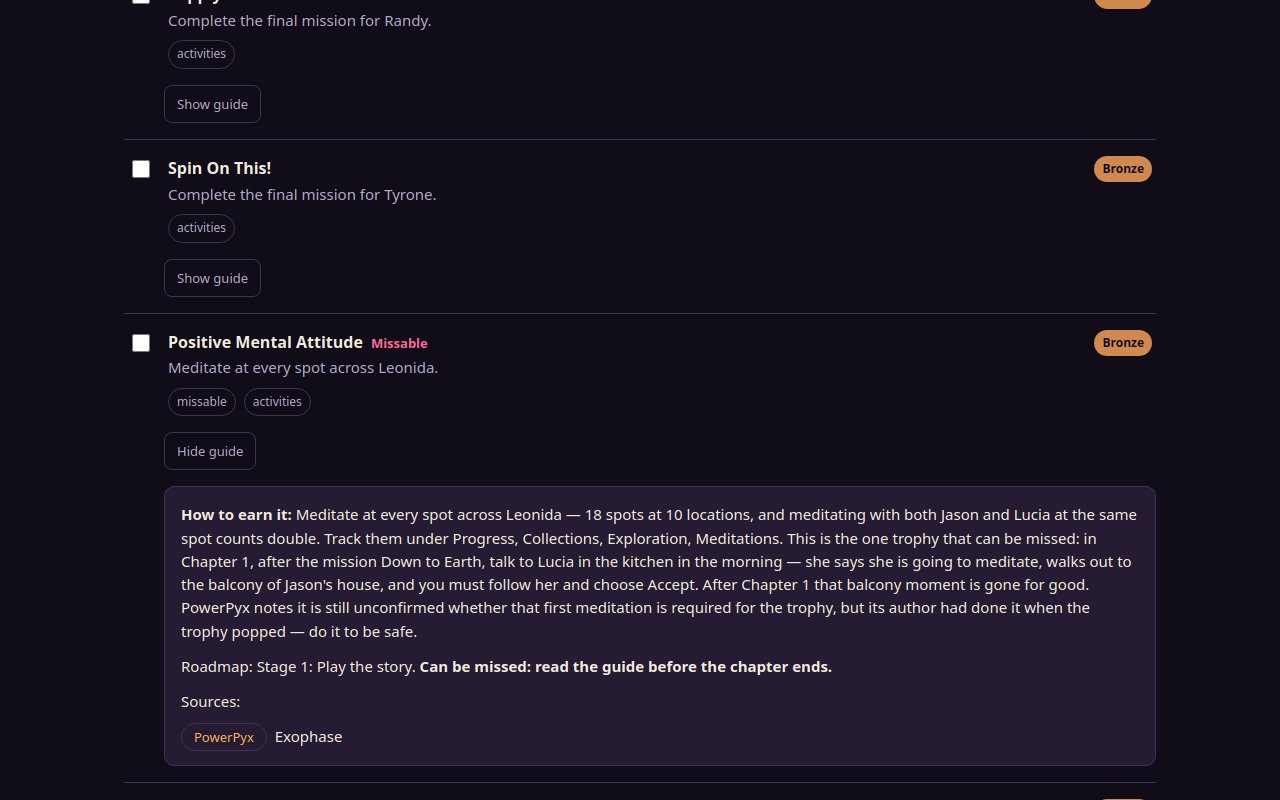 Complete the final mission for Randy.
activities
Show guide
Spin On This!
Bronze
Complete the final mission for Tyrone.
activities
Show guide
Positive Mental Attitude Missable
Bronze
Meditate at every spot across Leonida.
missable activities
Hide guide
How to earn it: Meditate at every spot across Leonida — 18 spots at 10 locations, and meditating with both Jason and Lucia at the same
spot counts double. Track them under Progress, Collections, Exploration, Meditations. This is the one trophy that can be missed: in
Chapter 1, after the mission Down to Earth, talk to Lucia in the kitchen in the morning — she says she is going to meditate, walks out to
the balcony of Jason's house, and you must follow her and choose Accept. After Chapter 1 that balcony moment is gone for good.
PowerPyx notes it is still unconfirmed whether that first meditation is required for the trophy, but its author had done it when the
trophy popped — do it to be safe.
Roadmap: Stage 1: Play the story. Can be missed: read the guide before the chapter ends.
Sources:
PowerPyx Exophase